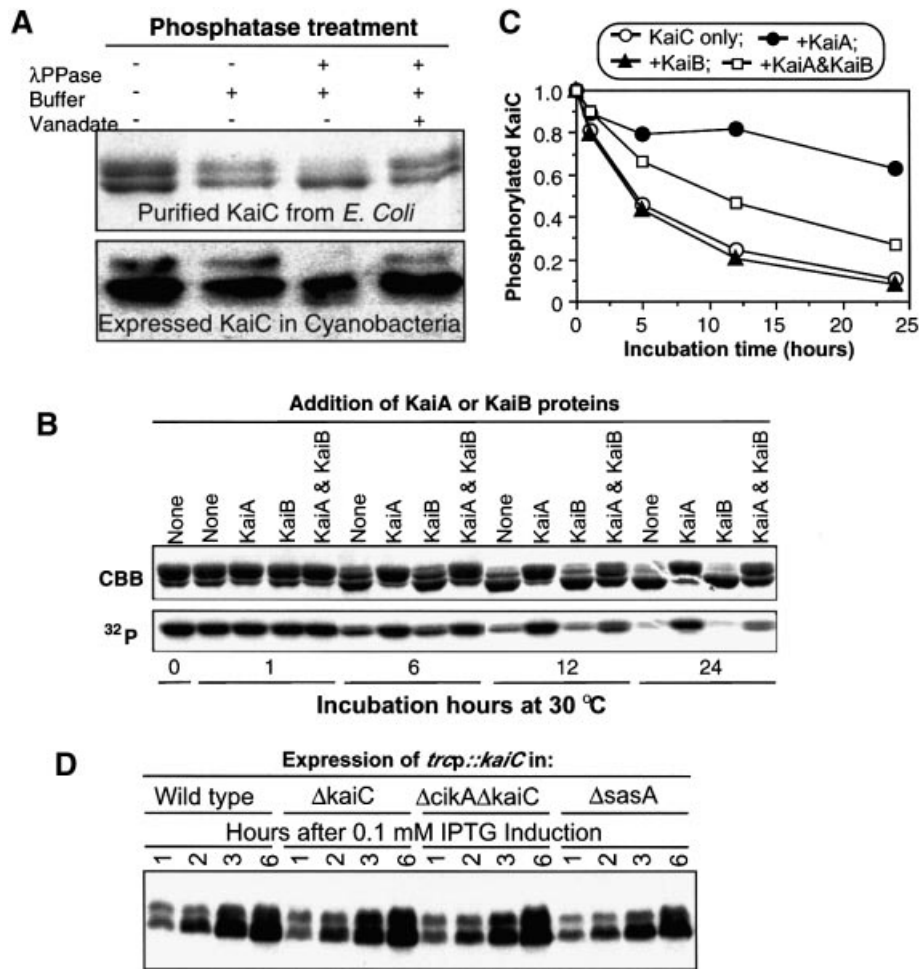 A
Phosphatase treatment
λPPase - - + +
Buffer - + + +
Vanadate - - - +
Purified KaiC from E. Coli
Expressed KaiC in Cyanobacteria
C
KaiC only; +KaiA;
+KaiB; +KaiA&KaiB
Phosphorylated KaiC
1.0
0.8
0.6
0.4
0.2
0
0 5 10 15 20 25
Incubation time (hours)
B
Addition of KaiA or KaiB proteins
None None KaiA KaiB KaiA & KaiB None KaiA KaiB KaiA & KaiB None KaiA KaiB KaiA & KaiB None KaiA KaiB KaiA & KaiB
CBB
32P
0 1 6 12 24
Incubation hours at 30 °C
D
Expression of trcp::kaiC in:
Wild type ΔkaiC ΔcikAΔkaiC ΔsasA
Hours after 0.1 mM IPTG Induction
1 2 3 6 1 2 3 6 1 2 3 6 1 2 3 6